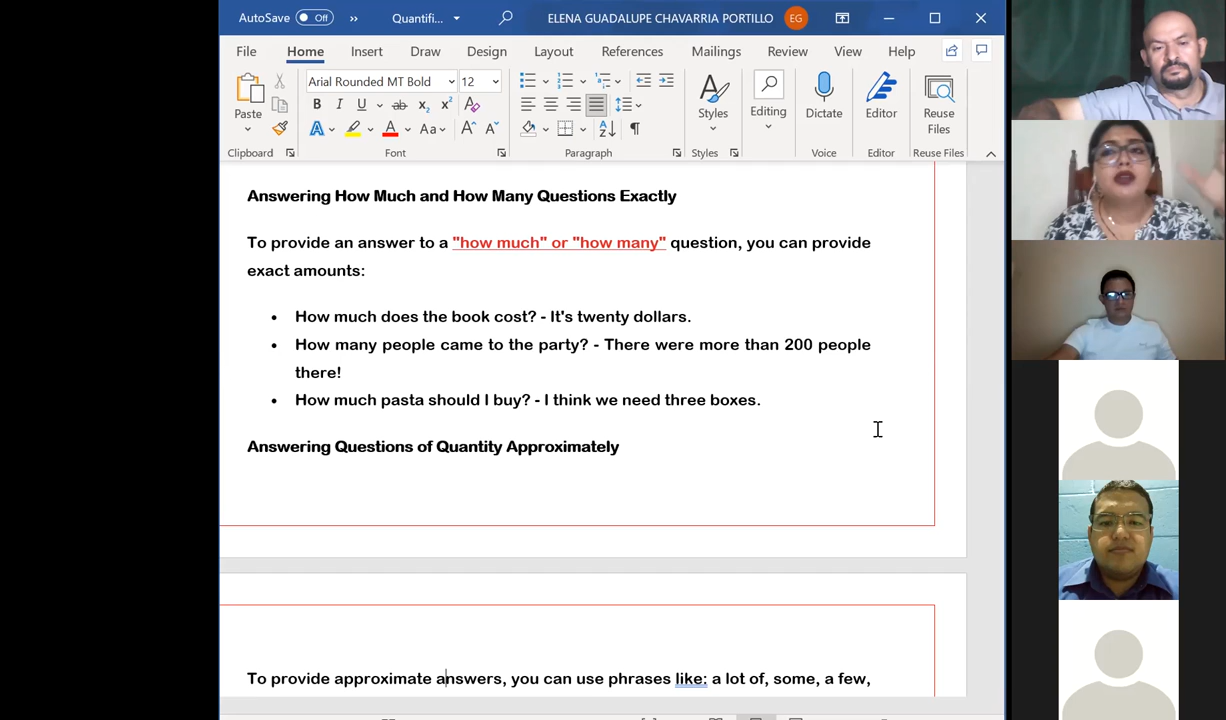 AutoSave Off Quantifi... ELENA GUADALUPE CHAVARRIA PORTILLO EG
File Home Insert Draw Design Layout References Mailings Review View Help
Arial Rounded MT Bold 12
Paste Styles Editing Dictate Editor Reuse Files
Clipboard Font Paragraph Styles Voice Editor Reuse Files
Answering How Much and How Many Questions Exactly
To provide an answer to a "how much" or "how many" question, you can provide
exact amounts:
• How much does the book cost? - It's twenty dollars.
• How many people came to the party? - There were more than 200 people
there!
• How much pasta should I buy? - I think we need three boxes.
Answering Questions of Quantity Approximately
To provide approximate answers, you can use phrases like: a lot of, some, a few,